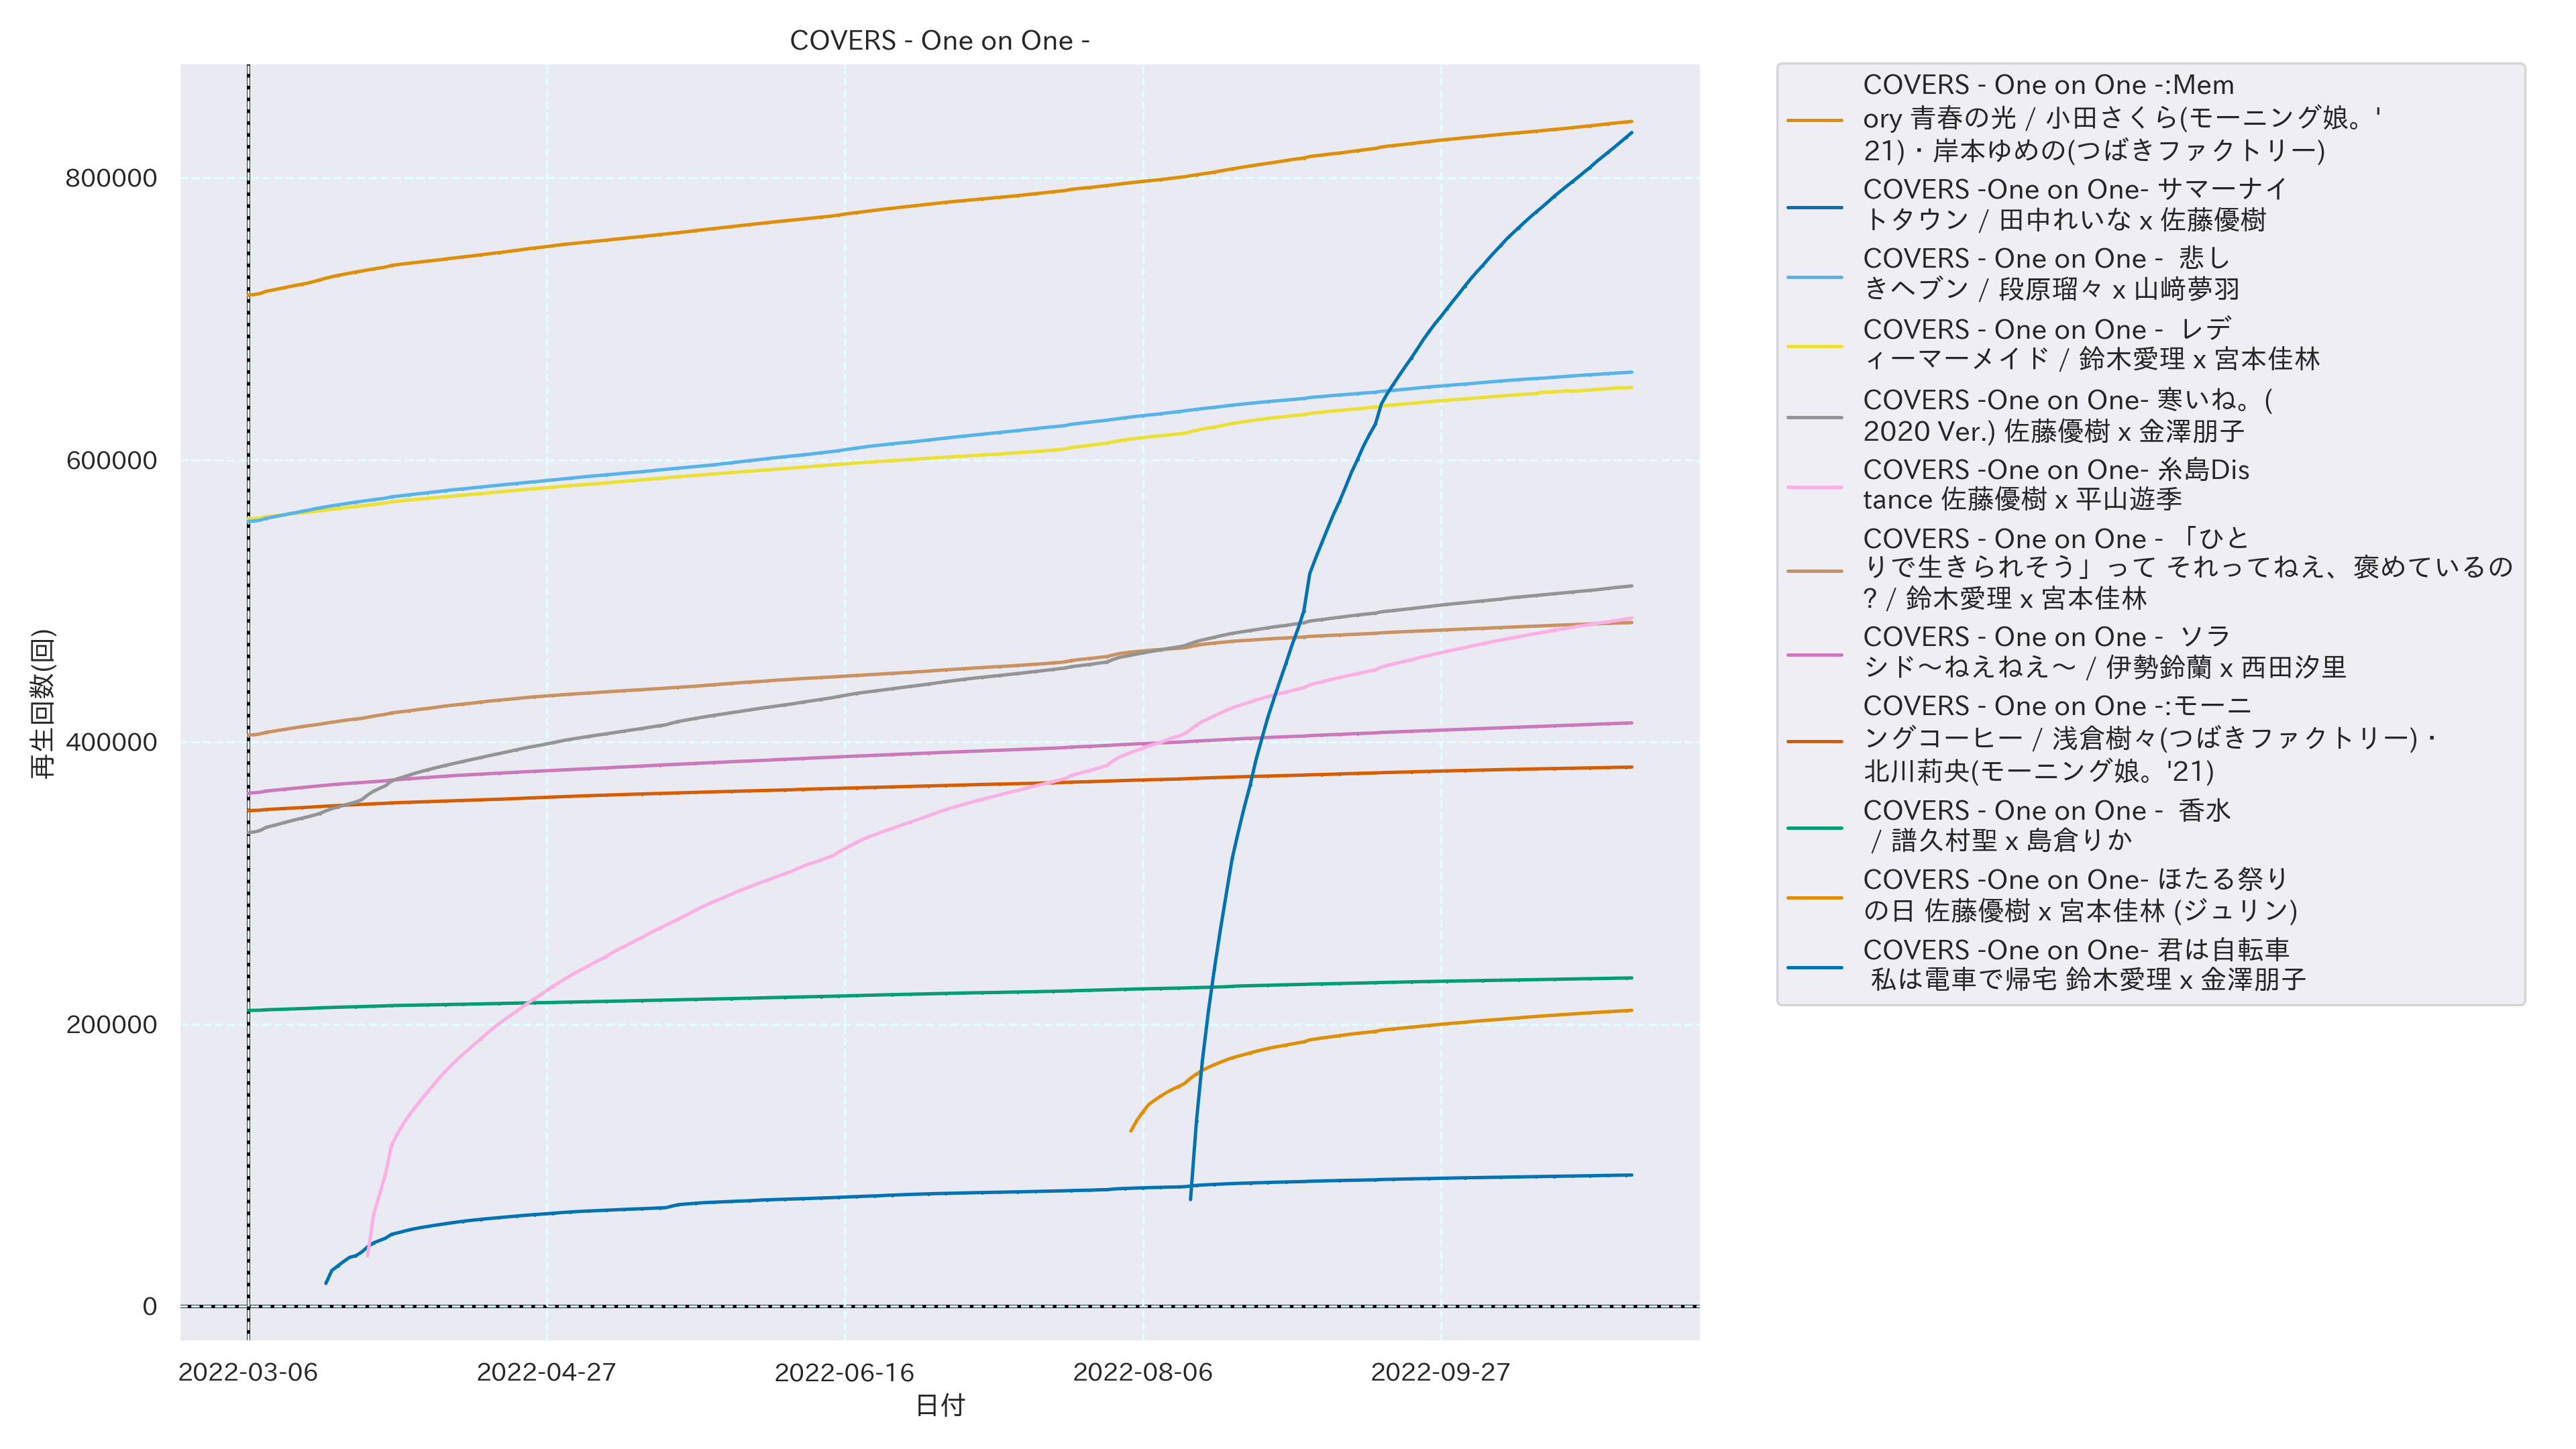 COVERS - One on One -
再生回数(回)
800000
600000
400000
200000
0
2022-03-06
2022-04-27
2022-06-16
2022-08-06
2022-09-27
日付
COVERS - One on One -:Mem
ory 青春の光 / 小田さくら(モーニング娘。'
21)・岸本ゆめの(つばきファクトリー)
COVERS -One on One- サマーナイ
トタウン / 田中れいな x 佐藤優樹
COVERS - One on One -  悲し
きヘブン / 段原瑠々 x 山﨑夢羽
COVERS - One on One -  レデ
ィーマーメイド / 鈴木愛理 x 宮本佳林
COVERS -One on One- 寒いね。(
2020 Ver.) 佐藤優樹 x 金澤朋子
COVERS -One on One- 糸島Dis
tance 佐藤優樹 x 平山遊季
COVERS - One on One - 「ひと
りで生きられそう」って それってねえ、褒めているの
? / 鈴木愛理 x 宮本佳林
COVERS - One on One -  ソラ
シド～ねえねえ～ / 伊勢鈴蘭 x 西田汐里
COVERS - One on One -:モーニ
ングコーヒー / 浅倉樹々(つばきファクトリー)・
北川莉央(モーニング娘。'21)
COVERS - One on One -  香水
/ 譜久村聖 x 島倉りか
COVERS -One on One- ほたる祭り
の日 佐藤優樹 x 宮本佳林 (ジュリン)
COVERS -One on One- 君は自転車
私は電車で帰宅 鈴木愛理 x 金澤朋子